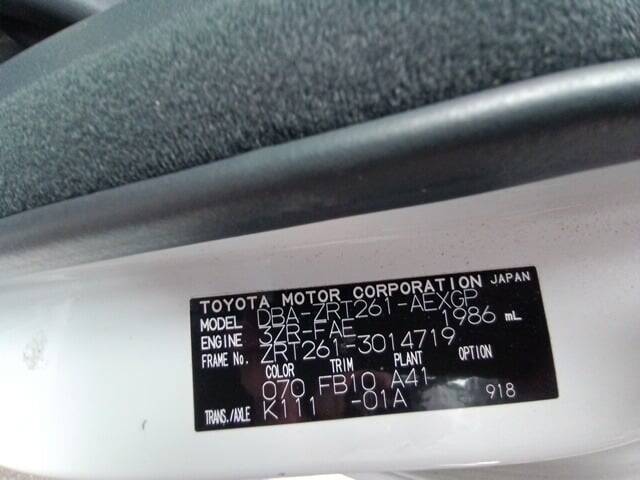 TOYOTA MOTOR CORPORATION JAPAN
MODEL DBA-ZRT261-AEXGP
ENGINE 3ZR-FAE 1986 mL
FRAME No. ZRT261-3014719
COLOR TRIM PLANT OPTION
070 FB10 A41
TRANS./AXLE K111 -01A 918